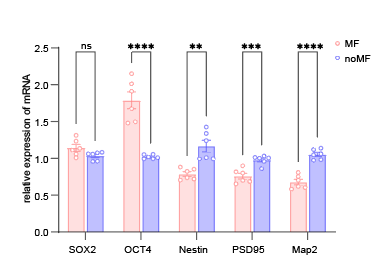 MF
noMF
ns
****
**
***
****
relative expression of mRNA
2.5
2.0
1.5
1.0
0.5
0.0
SOX2
OCT4
Nestin
PSD95
Map2